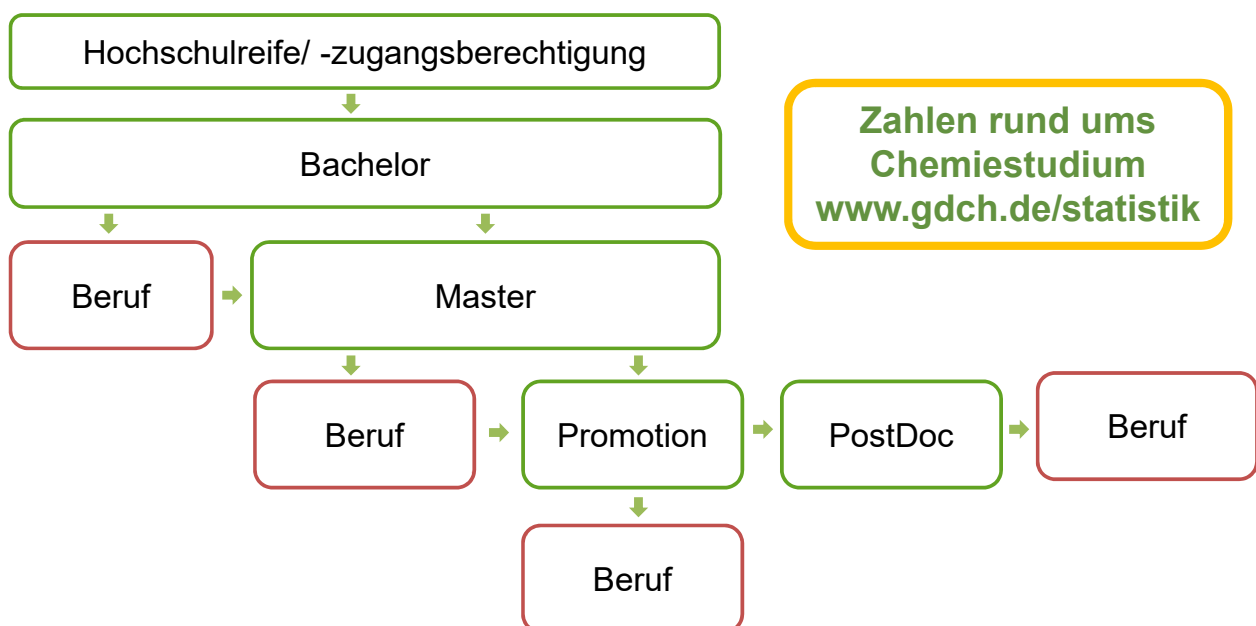 Hochschulreife/ -zugangsberechtigung
Zahlen rund ums
Chemiestudium
www.gdch.de/statistik
Bachelor
Beruf
Master
Beruf
Promotion
PostDoc
Beruf
Beruf